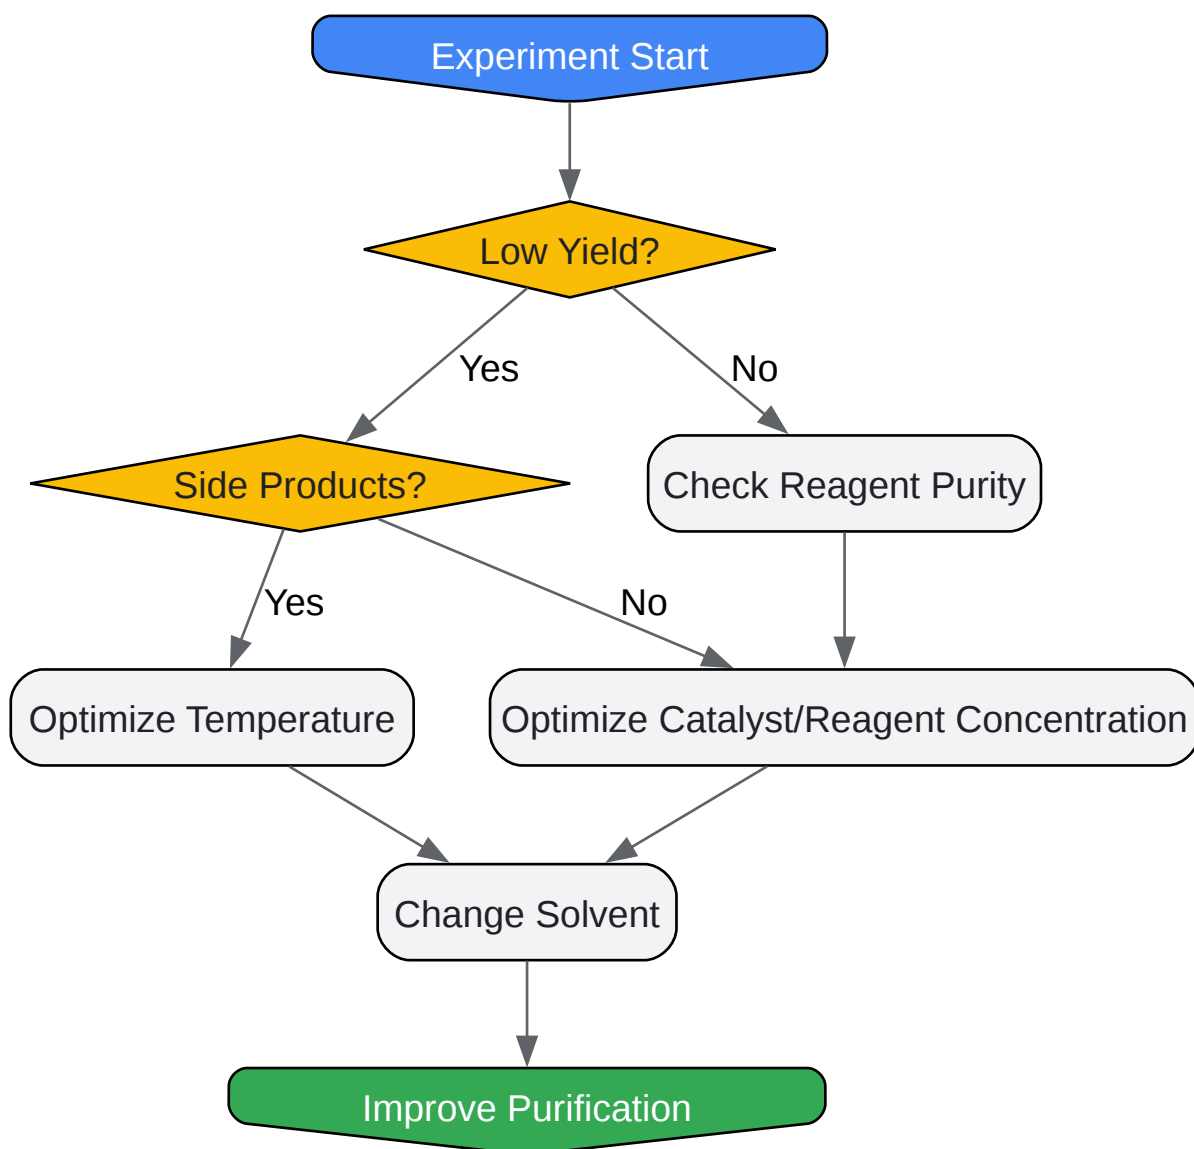 Experiment Start
Low Yield?
Yes
No
Side Products?
Check Reagent Purity
Yes
No
Optimize Temperature
Optimize Catalyst/Reagent Concentration
Change Solvent
Improve Purification